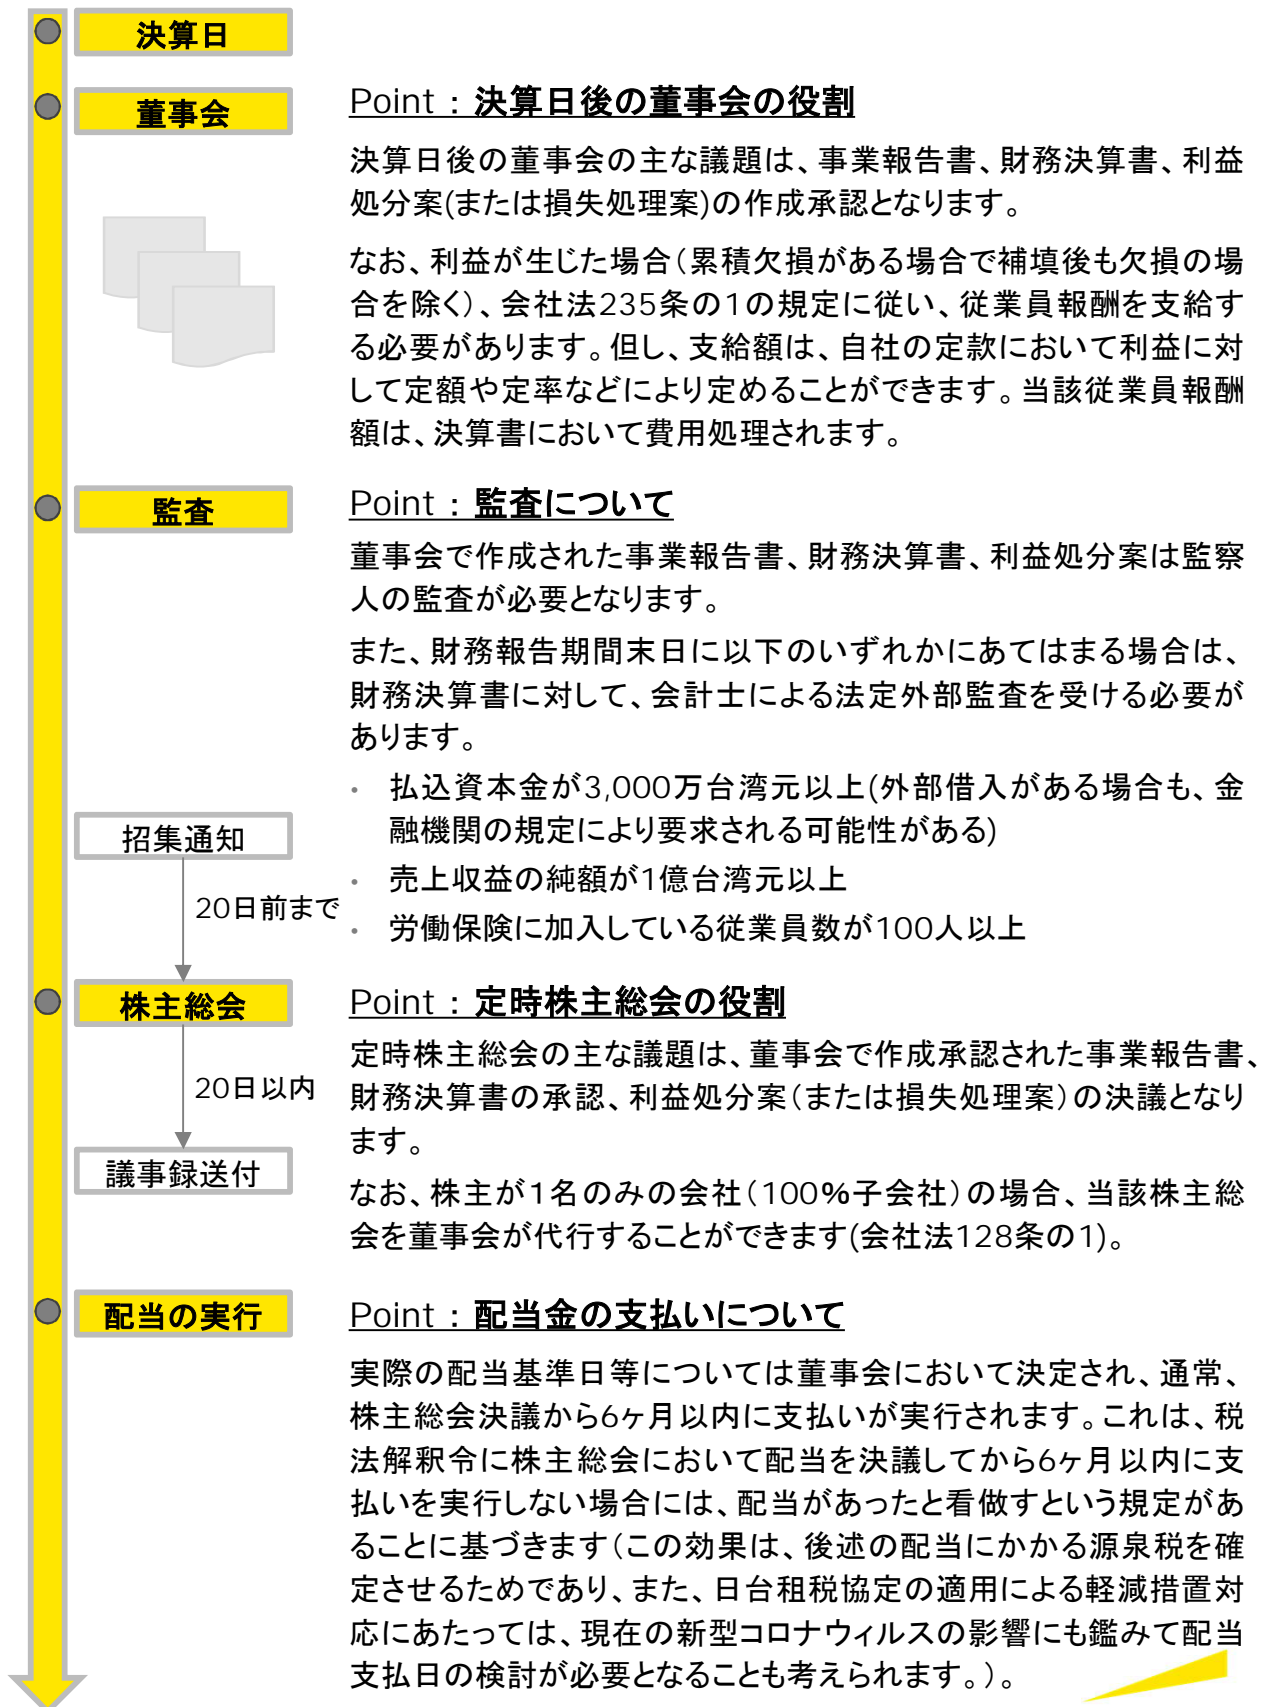 決算日
董事会
Point：決算日後の董事会の役割
決算日後の董事会の主な議題は、事業報告書、財務決算書、利益
処分案(または損失処理案)の作成承認となります。
なお、利益が生じた場合（累積欠損がある場合で補填後も欠損の場
合を除く）、会社法235条の1の規定に従い、従業員報酬を支給す
る必要があります。但し、支給額は、自社の定款において利益に対
して定額や定率などにより定めることができます。当該従業員報酬
額は、決算書において費用処理されます。
監査
Point：監査について
董事会で作成された事業報告書、財務決算書、利益処分案は監察
人の監査が必要となります。
また、財務報告期間末日に以下のいずれかにあてはまる場合は、
財務決算書に対して、会計士による法定外部監査を受ける必要が
あります。
• 払込資本金が3,000万台湾元以上(外部借入がある場合も、金
融機関の規定により要求される可能性がある)
• 売上収益の純額が1億台湾元以上
• 労働保険に加入している従業員数が100人以上
招集通知
20日前まで
株主総会
20日以内
議事録送付
Point：定時株主総会の役割
定時株主総会の主な議題は、董事会で作成承認された事業報告書、
財務決算書の承認、利益処分案（または損失処理案）の決議となり
ます。
なお、株主が１名のみの会社（100％子会社）の場合、当該株主総
会を董事会が代行することができます(会社法128条の1)。
配当の実行
Point：配当金の支払いについて
実際の配当基準日等については董事会において決定され、通常、
株主総会決議から6ヶ月以内に支払いが実行されます。これは、税
法解釈令に株主総会において配当を決議してから6ヶ月以内に支
払いを実行しない場合には、配当があったと看做すという規定があ
ることに基づきます（この効果は、後述の配当にかかる源泉税を確
定させるためであり、また、日台租税協定の適用による軽減措置対
応にあたっては、現在の新型コロナウィルスの影響にも鑑みて配当
支払日の検討が必要となることも考えられます。）。